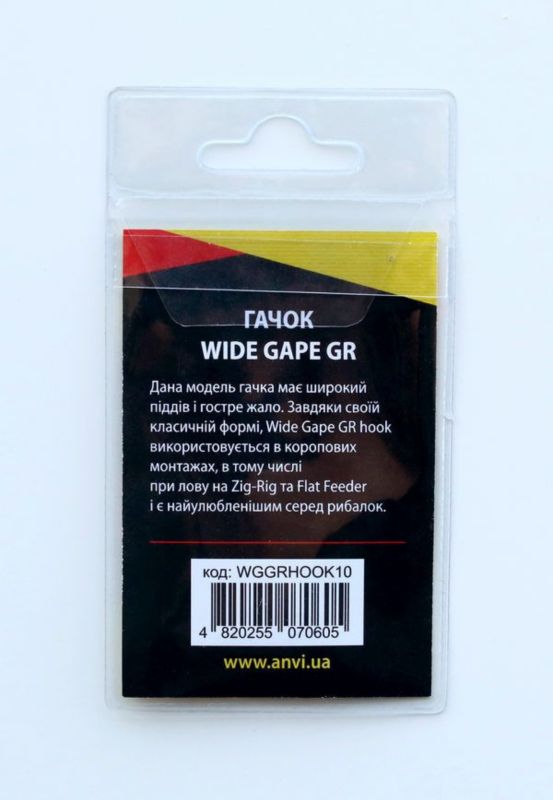 ГАЧОК
WIDE GAPE GR
Дана модель гачка має широкий
піддів і гостре жало. Завдяки своїй
класичній формі, Wide Gape GR hook
використовується в коропових
монтажах, в тому числі
при лову на Zig-Rig та Flat Feeder
і є найулюбленішим серед рибалок.
код: WGGRHOOK10
4 820255 070605
www.anvi.ua